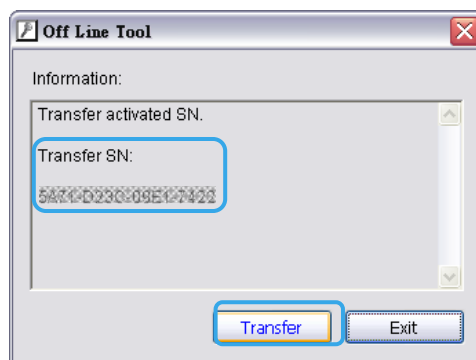 Off Line Tool
Information:
Transfer activated SN.
Transfer SN:
Transfer
Exit